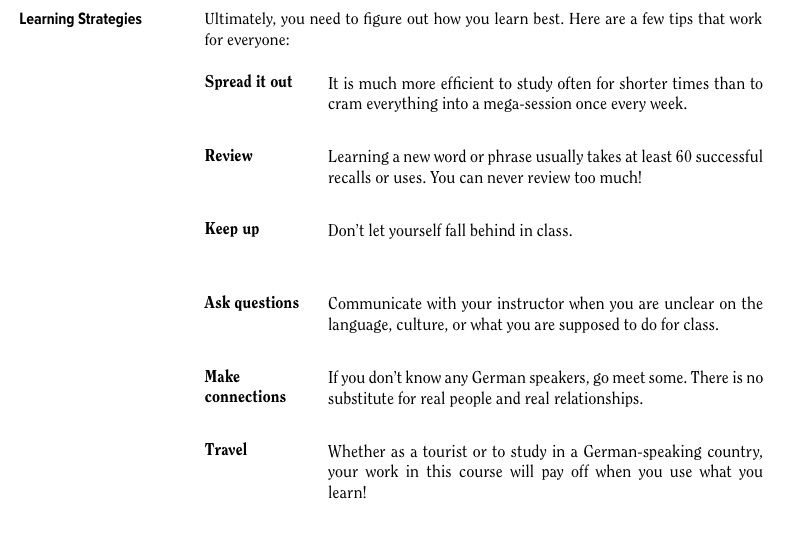 Learning Strategies
Ultimately, you need to figure out how you learn best. Here are a few tips that work
for everyone:
Spread it out
It is much more efficient to study often for shorter times than to
cram everything into a mega-session once every week.
Review
Learning a new word or phrase usually takes at least 60 successful
recalls or uses. You can never review too much!
Keep up
Don’t let yourself fall behind in class.
Ask questions
Communicate with your instructor when you are unclear on the
language, culture, or what you are supposed to do for class.
Make
connections
If you don’t know any German speakers, go meet some. There is no
substitute for real people and real relationships.
Travel
Whether as a tourist or to study in a German-speaking country,
your work in this course will pay off when you use what you
learn!